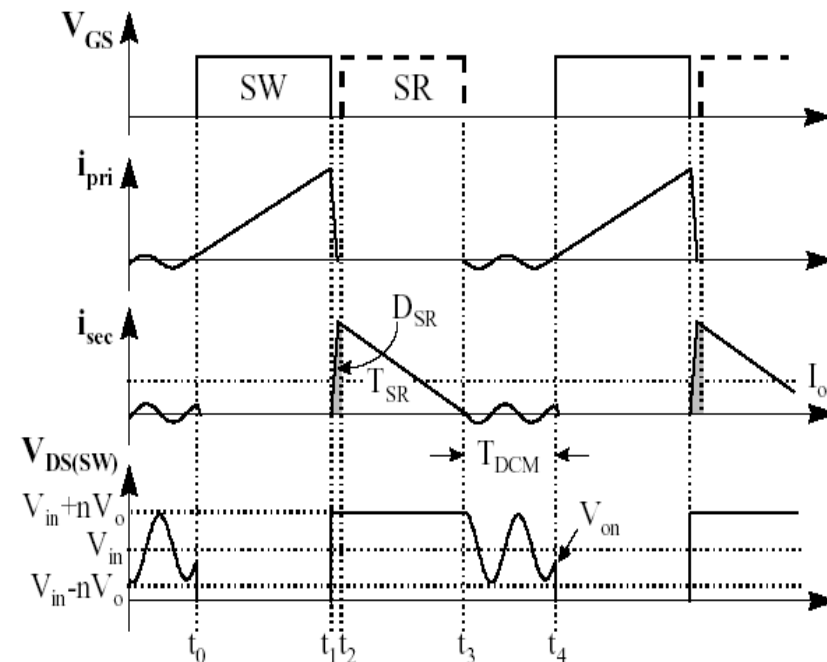 V_GS
SW
SR
i_pri
D_SR
i_sec
T_SR
I_o
V_DS(SW)
T_DCM
V_in+nV_o
V_on
V_in
V_in-nV_o
t_0
t_1
t_2
t_3
t_4